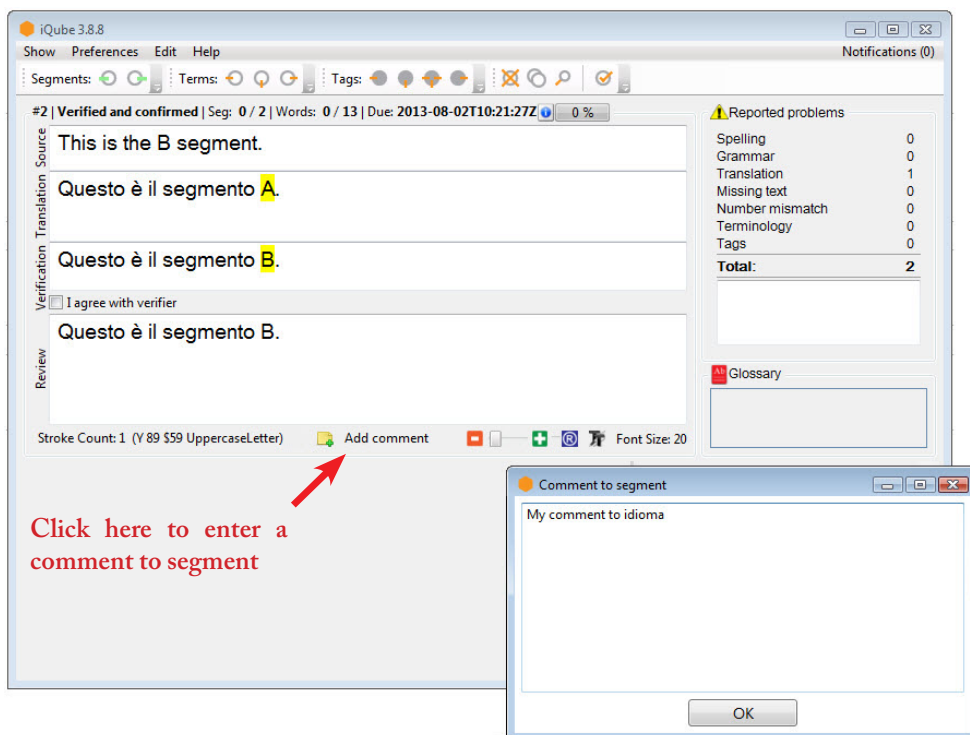 iQube 3.8.8
Show Preferences Edit Help Notifications (0)
Segments: Terms: Tags:
#2 | Verified and confirmed | Seg: 0 / 2 | Words: 0 / 13 | Due: 2013-08-02T10:21:27Z 0 %
Source
This is the B segment.
Translation
Questo è il segmento A.
Verification
Questo è il segmento B.
I agree with verifier
Review
Questo è il segmento B.
Stroke Count: 1 (Y 89 $59 UppercaseLetter) Add comment ® Tr Font Size: 20
Reported problems
Spelling 0
Grammar 0
Translation 1
Missing text 0
Number mismatch 0
Terminology 0
Tags 0
Total: 2
Ab Glossary
Click here to enter a
comment to segment
Comment to segment
My comment to idioma
OK